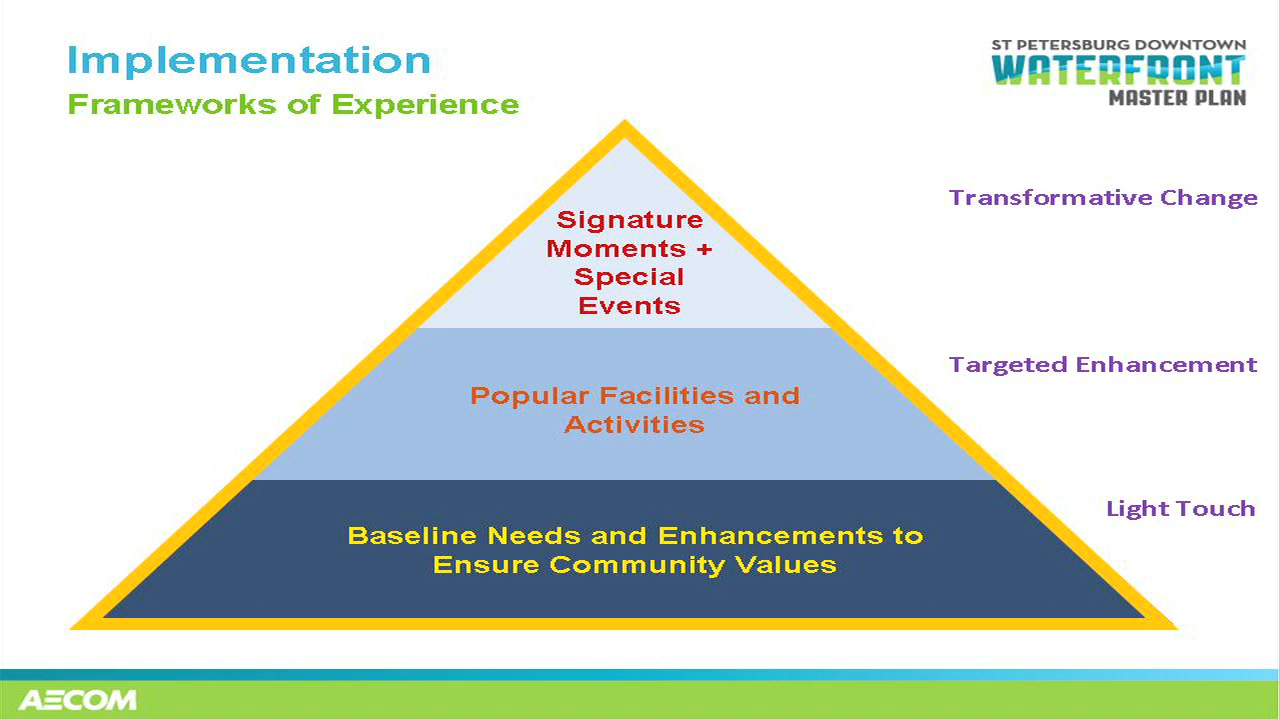 Implementation
Frameworks of Experience
ST PETERSBURG DOWNTOWN
WATERFRONT
MASTER PLAN
Signature
Moments +
Special
Events
Transformative Change
Popular Facilities and
Activities
Targeted Enhancement
Baseline Needs and Enhancements to
Ensure Community Values
Light Touch
AECOM